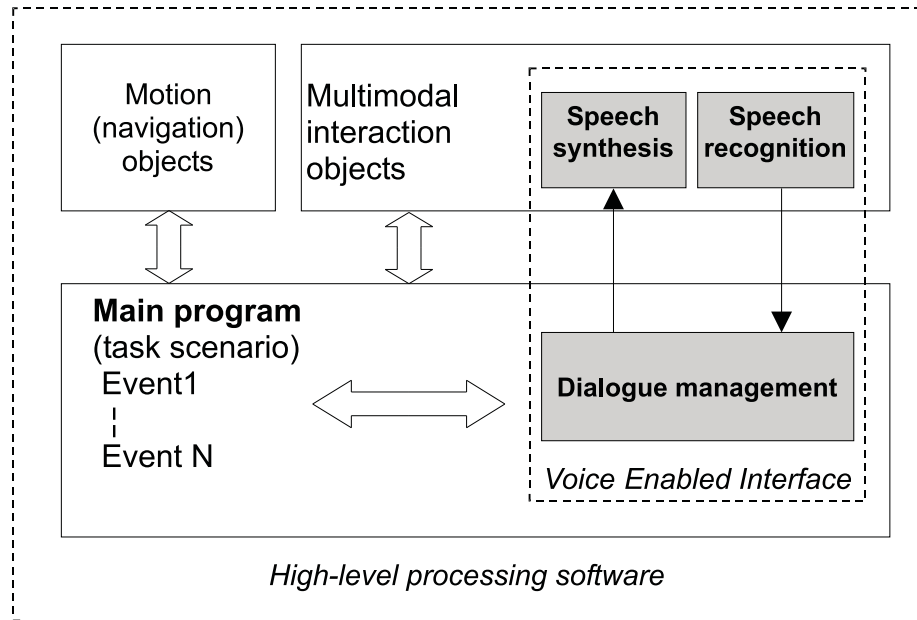 Motion
(navigation)
objects
Multimodal
interaction
objects
Speech
synthesis
Speech
recognition
Main program
(task scenario)
Event1
Event N
Dialogue management
Voice Enabled Interface
High-level processing software